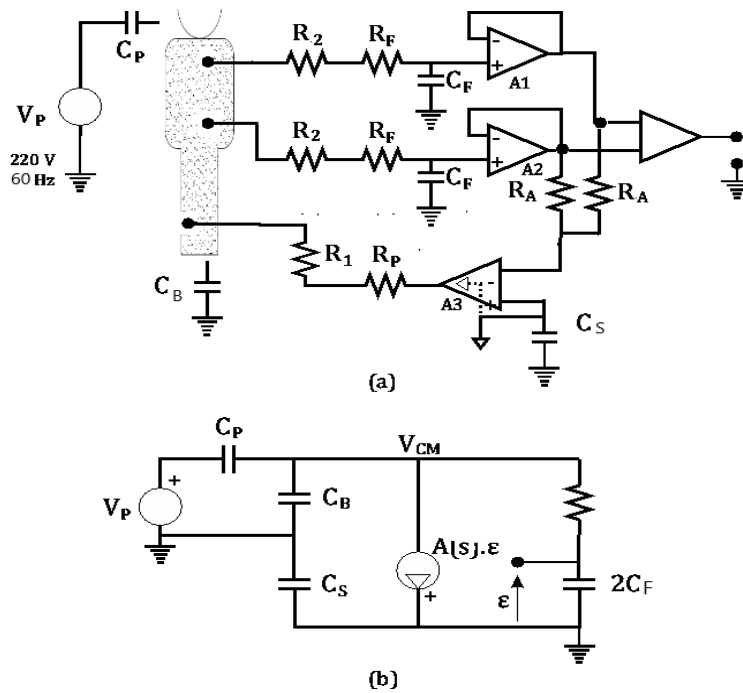 C_P
R_2
R_F
-
+
A1
C_F
V_P
220 V
60 Hz
R_2
R_F
-
+
A2
C_F
R_A
R_A
R_1
R_P
-
+
A3
C_B
C_S
(a)
C_P
V_CM
+
V_P
C_B
A(s).ε
+
C_S
ε
2C_F
(b)